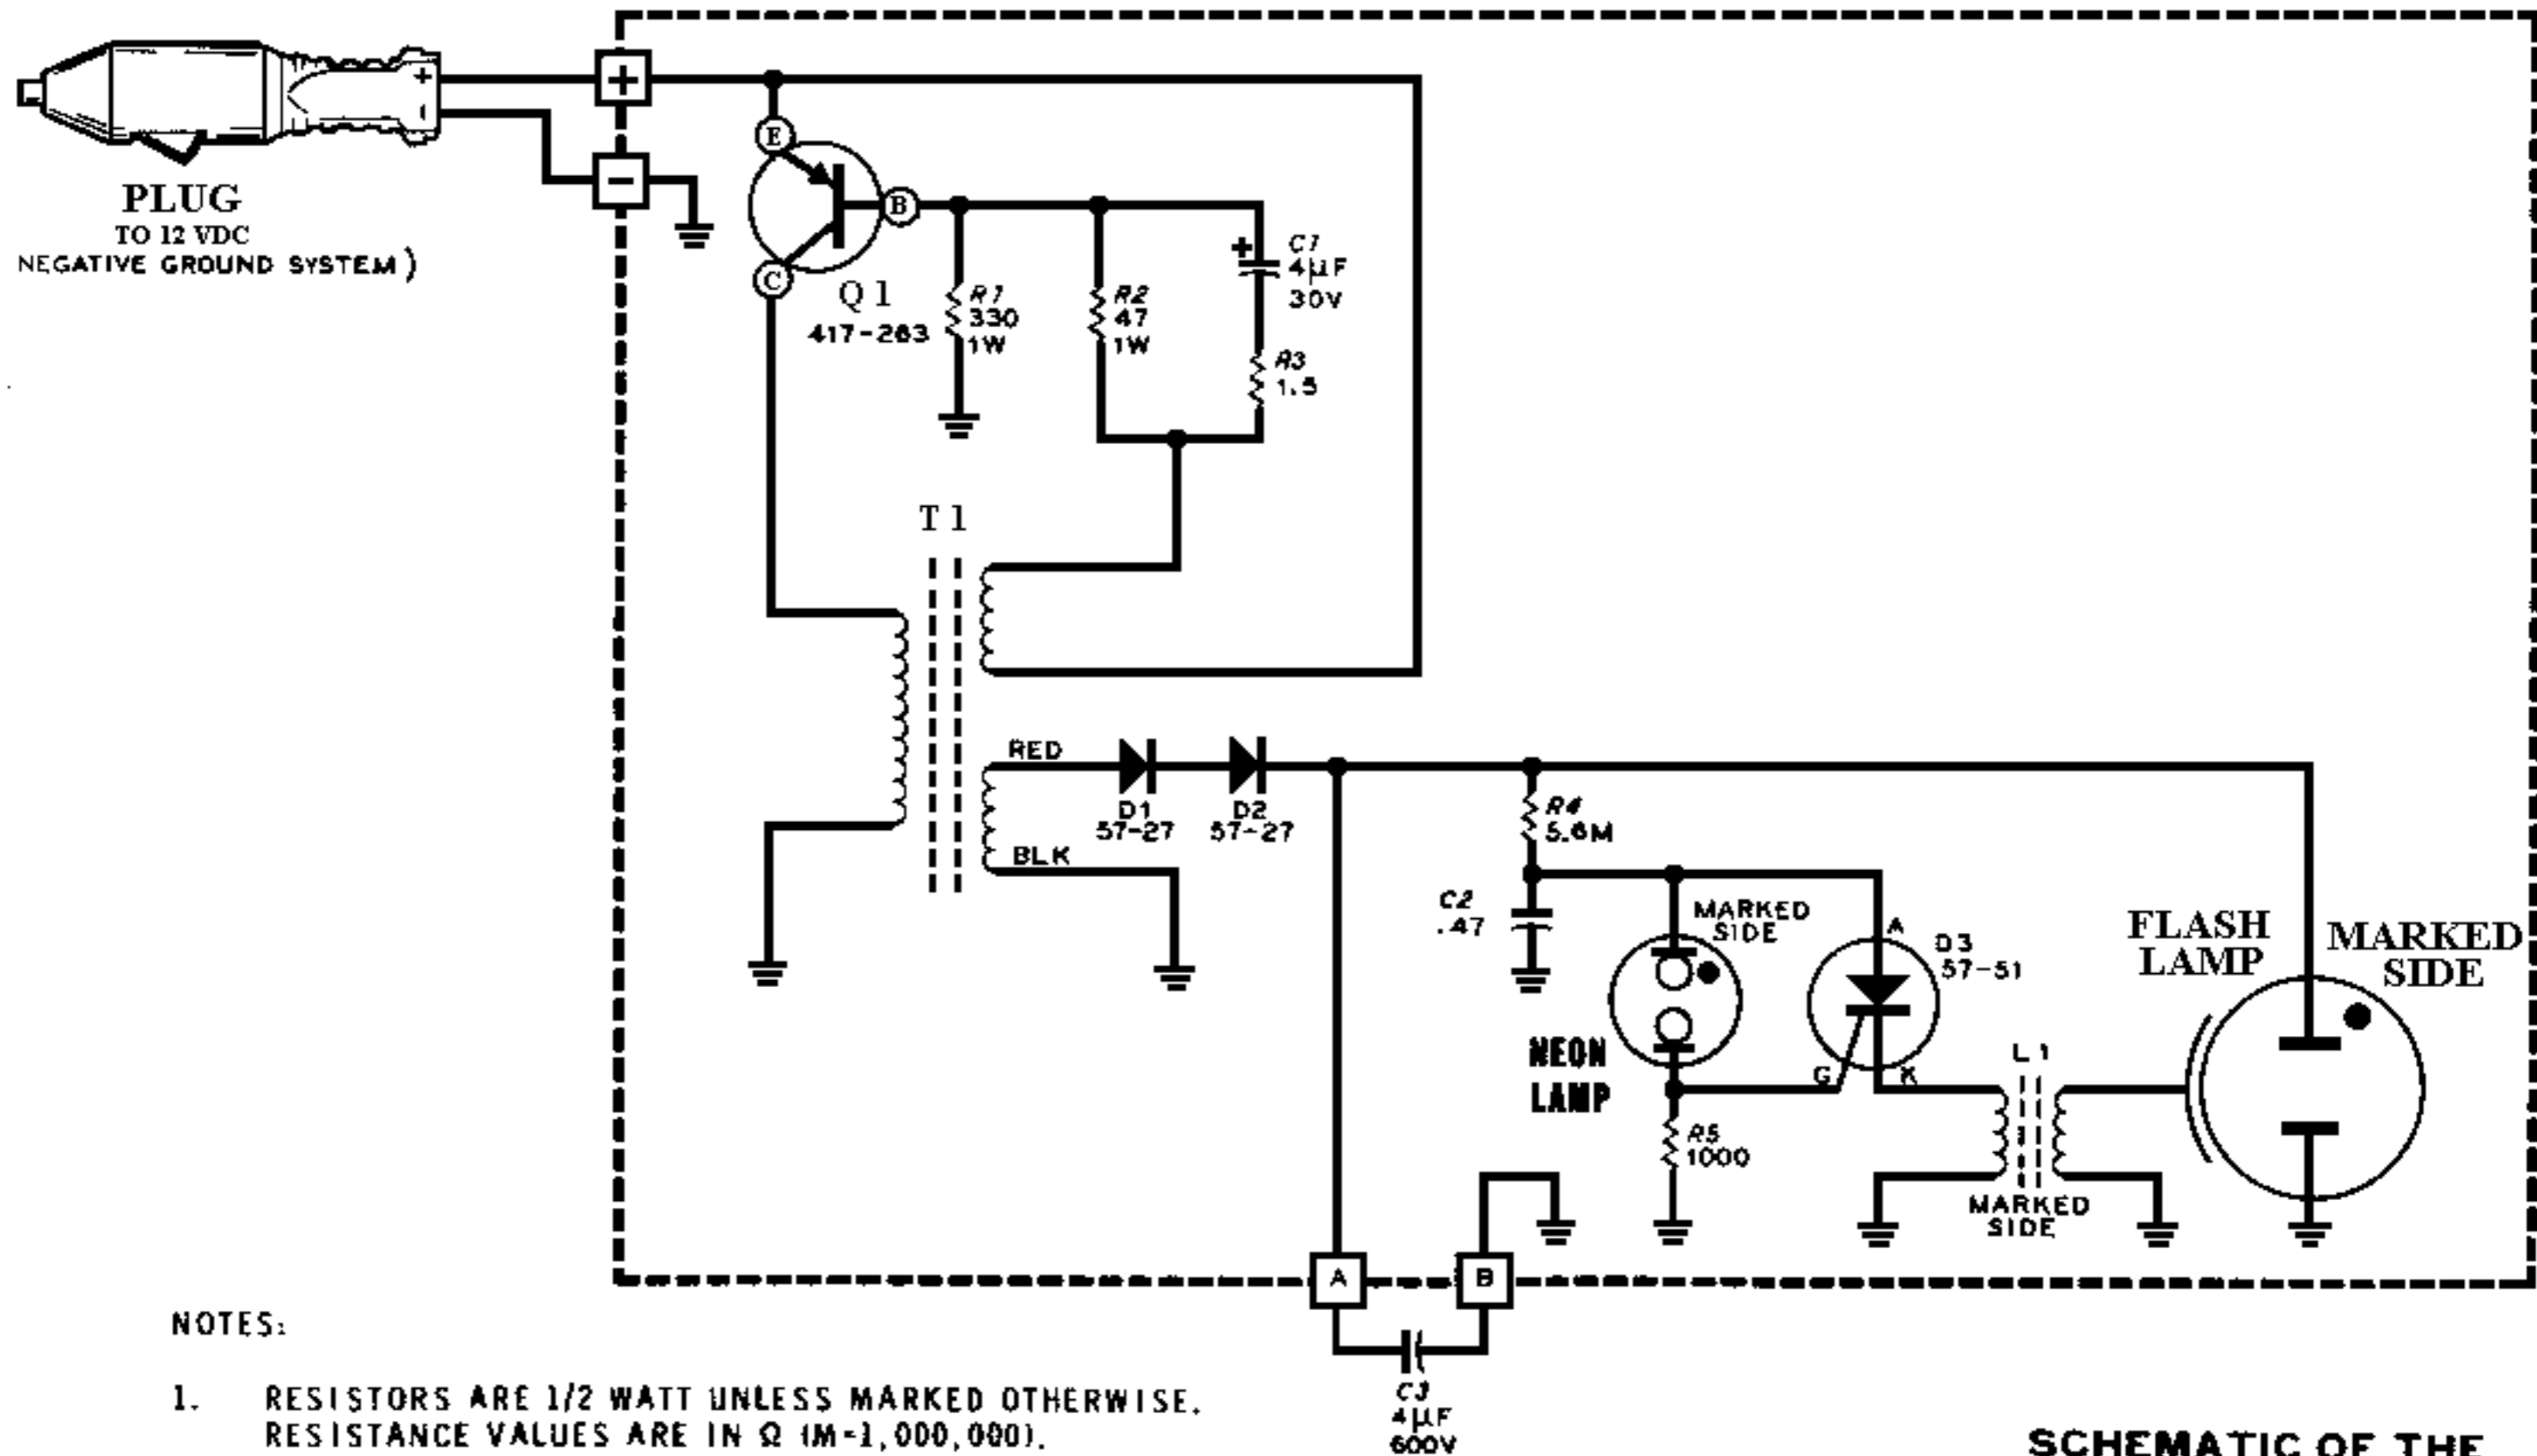 +
-
+
-
PLUG
TO 12 VDC
NEGATIVE GROUND SYSTEM)
E
B
C
Q1
417-283
R1
330
1W
R2
47
1W
+
C1
4µF
30V
R3
1.5
T1
RED
BLK
D1
57-27
D2
57-27
R4
5.6M
C2
.47
MARKED
SIDE
NEON
LAMP
A
D3
57-51
G
K
R5
1000
L1
MARKED
SIDE
FLASH
LAMP
MARKED
SIDE
A
B
C3
4µF
600V
NOTES:
1. RESISTORS ARE 1/2 WATT UNLESS MARKED OTHERWISE.
RESISTANCE VALUES ARE IN Ω (M=1,000,000).
SCHEMATIC OF THE